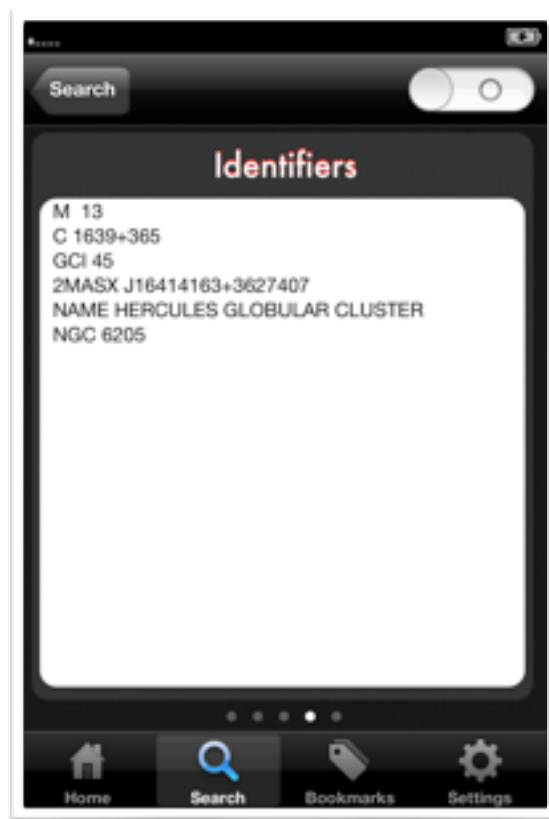 Search
Identifiers
M 13
C 1639+365
GCI 45
2MASX J16414163+3627407
NAME HERCULES GLOBULAR CLUSTER
NGC 6205
Home
Search
Bookmarks
Settings